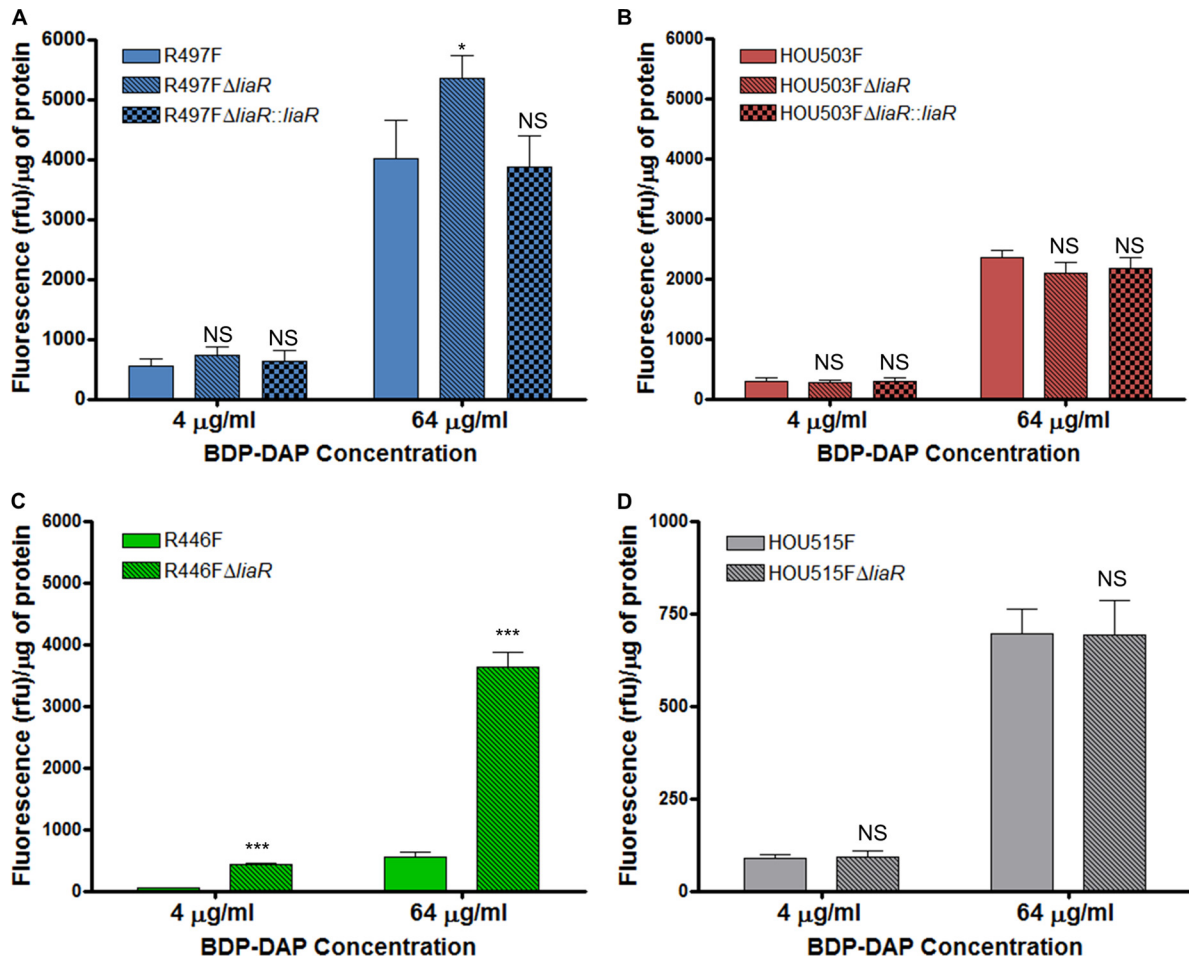 A
Fluorescence (rfu)/μg of protein
6000
5000
4000
3000
2000
1000
0
R497F
R497FΔliaR
R497FΔliaR::liaR
NS
NS
*
NS
4 μg/ml
64 μg/ml
BDP-DAP Concentration
B
Fluorescence (rfu)/μg of protein
6000
5000
4000
3000
2000
1000
0
HOU503F
HOU503FΔliaR
HOU503FΔliaR::liaR
NS
NS
NS
NS
4 μg/ml
64 μg/ml
BDP-DAP Concentration
C
Fluorescence (rfu)/μg of protein
6000
5000
4000
3000
2000
1000
0
R446F
R446FΔliaR
***
***
4 μg/ml
64 μg/ml
BDP-DAP Concentration
D
Fluorescence (rfu)/μg of protein
1000
750
500
250
0
HOU515F
HOU515FΔliaR
NS
NS
4 μg/ml
64 μg/ml
BDP-DAP Concentration